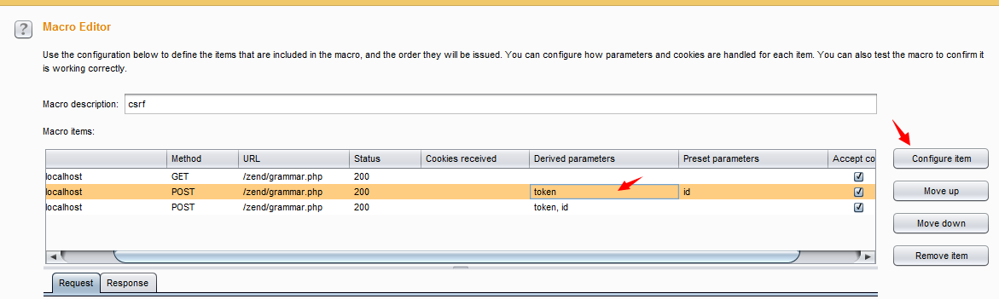 ?
Macro Editor
Use the configuration below to define the items that are included in the macro, and the order they will be issued. You can configure how parameters and cookies are handled for each item. You can also test the macro to confirm it
is working correctly.
Macro description: csrf
Macro items:
Method URL Status Cookies received Derived parameters Preset parameters Accept co
localhost GET /zend/grammar.php 200
localhost POST /zend/grammar.php 200 token id
localhost POST /zend/grammar.php 200 token, id
Configure item
Move up
Move down
Remove item
Request Response